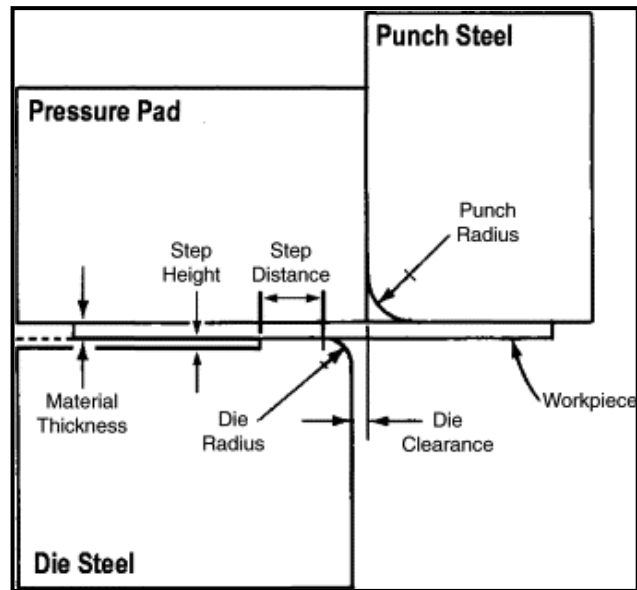 Punch Steel
Pressure Pad
Punch
Radius
Step
Height
Step
Distance
Material
Thickness
Die
Radius
Die
Clearance
Workpiece
Die Steel